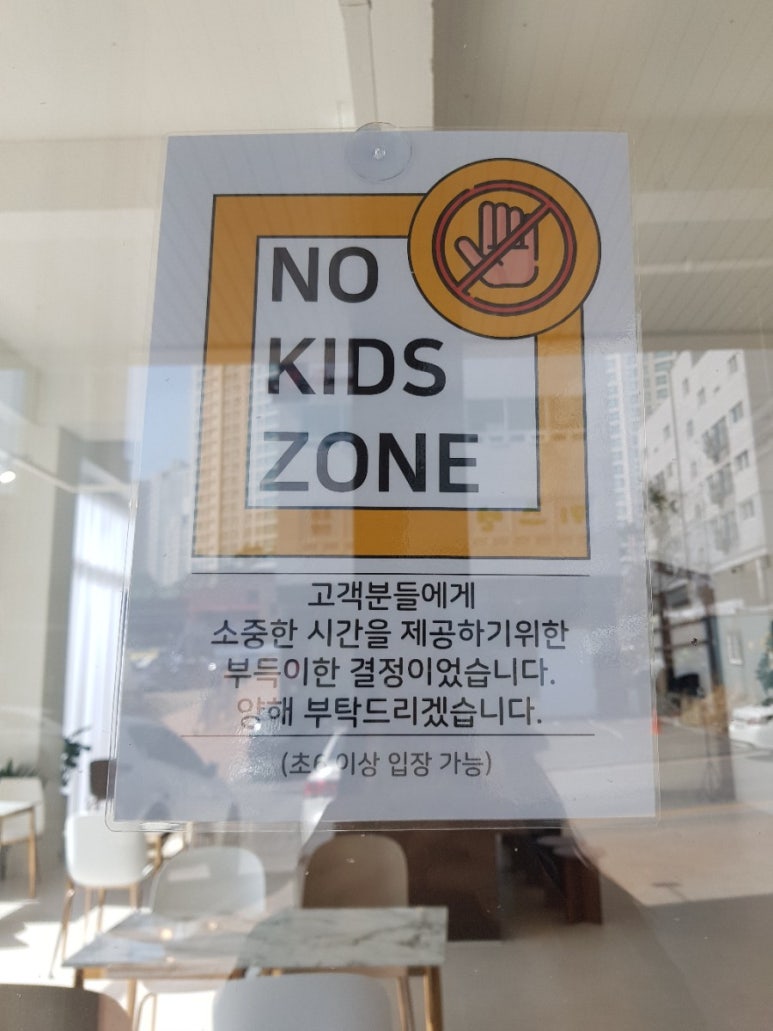 NO
KIDS
ZONE
고객분들에게
소중한 시간을 제공하기위한
부득이한 결정이었습니다.
양해 부탁드리겠습니다.
(초6 이상 입장 가능)